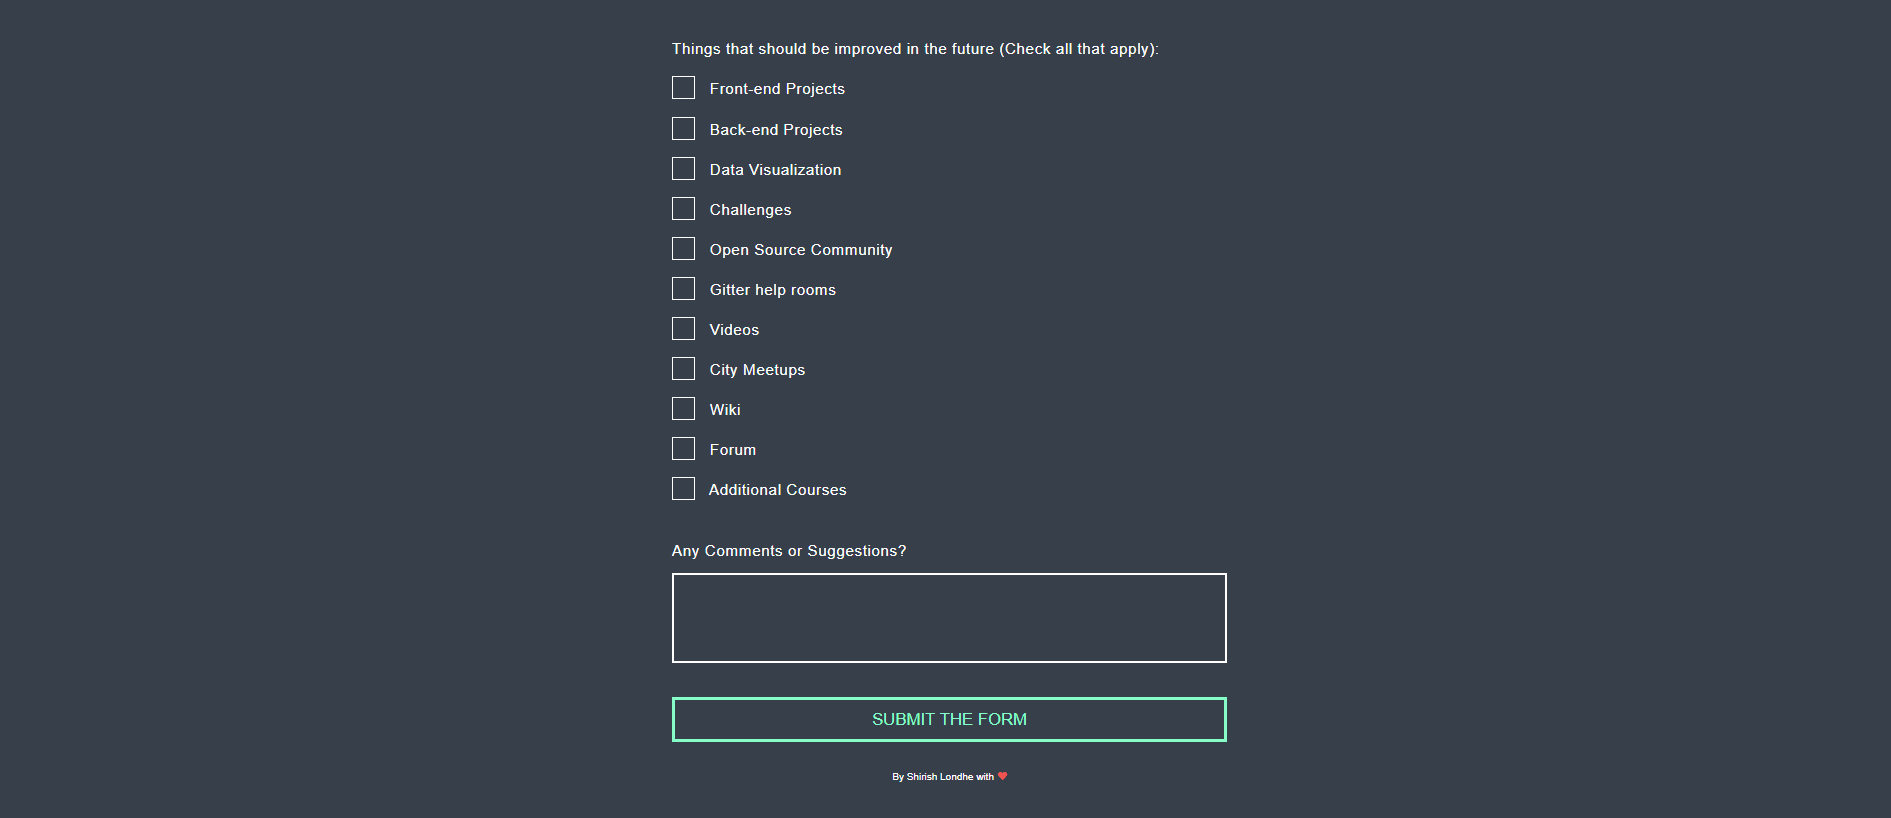 Things that should be improved in the future (Check all that apply):
Front-end Projects
Back-end Projects
Data Visualization
Challenges
Open Source Community
Gitter help rooms
Videos
City Meetups
Wiki
Forum
Additional Courses
Any Comments or Suggestions?
SUBMIT THE FORM
By Shirish Londhe with